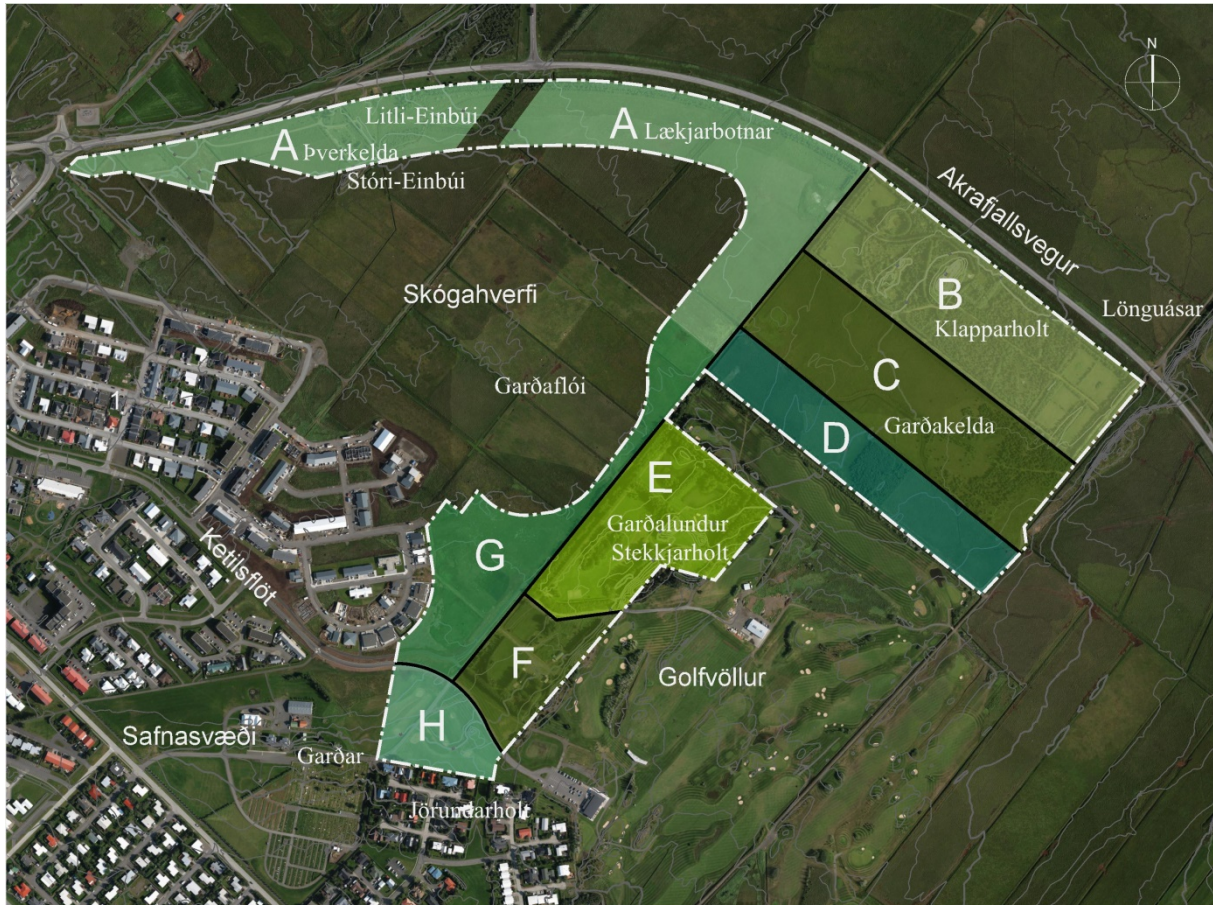 N
Litli-Einbúi
A Lækjarbotnar
A Þverkelda
Stóri-Einbúi
Akrafjallsvegur
Skógahverfi
B
Klapparholt
Lönguásar
C
Garðaflói
Garðakelda
D
E
Garðalundur
Stekkjarholt
Ketilsflöt
G
F
Golfvöllur
H
Safnasvæði
Garðar
Jörundarholt